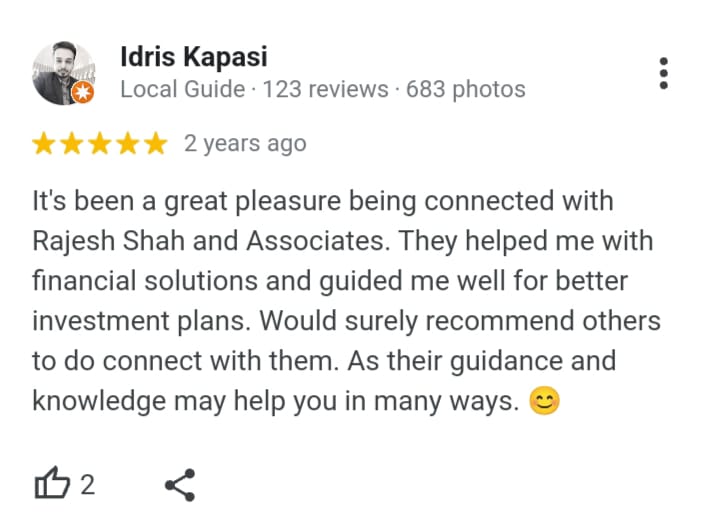 Idris Kapasi
Local Guide · 123 reviews · 683 photos
2 years ago
It's been a great pleasure being connected with
Rajesh Shah and Associates. They helped me with
financial solutions and guided me well for better
investment plans. Would surely recommend others
to do connect with them. As their guidance and
knowledge may help you in many ways. 😊
2